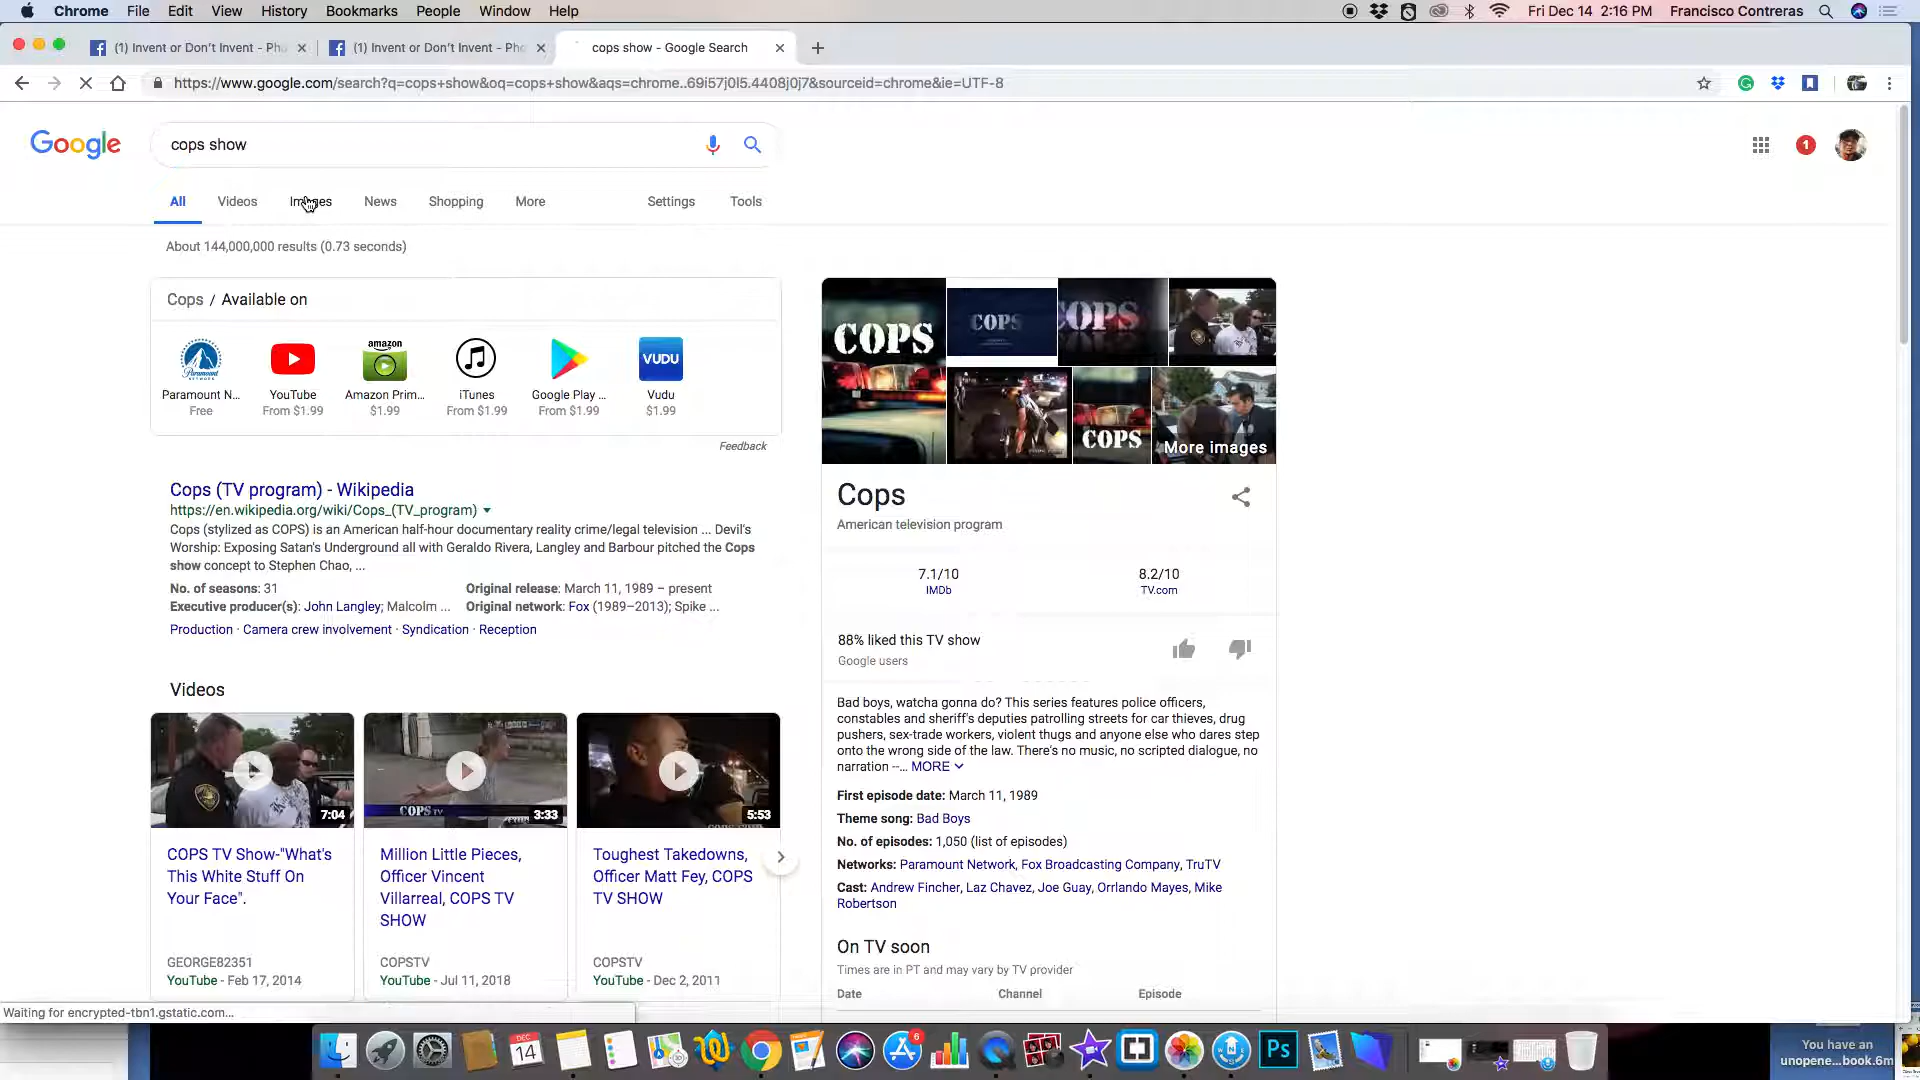 Chrome File Edit View History Bookmarks People Window Help
Fri Dec 14 2:16 PM Francisco Contreras
(1) Invent or Don't Invent - Pho
(1) Invent or Don't Invent - Pho
cops show - Google Search
https://www.google.com/search?q=cops+show&oq=cops+show&aqs=chrome..69i57j0l5.4408j0j7&sourceid=chrome&ie=UTF-8
Google
cops show
1
All Videos Images News Shopping More Settings Tools
About 144,000,000 results (0.73 seconds)
Cops / Available on
amazon
VUDU
Paramount N... YouTube Amazon Prim... iTunes Google Play ... Vudu
Free From $1.99 $1.99 From $1.99 From $1.99 $1.99
Feedback
Cops (TV program) - Wikipedia
https://en.wikipedia.org/wiki/Cops_(TV_program)
Cops (stylized as COPS) is an American half-hour documentary reality crime/legal television ... Devil's
Worship: Exposing Satan's Underground all with Geraldo Rivera, Langley and Barbour pitched the Cops
show concept to Stephen Chao, ...
No. of seasons: 31 Original release: March 11, 1989 – present
Executive producer(s): John Langley; Malcolm ... Original network: Fox (1989–2013); Spike ...
Production · Camera crew involvement · Syndication · Reception
Videos
7:04
COPS TV
3:33
5:53
COPS TV Show-"What's
This White Stuff On
Your Face".
GEORGE82351
YouTube - Feb 17, 2014
Million Little Pieces,
Officer Vincent
Villarreal, COPS TV
SHOW
COPSTV
YouTube - Jul 11, 2018
Toughest Takedowns,
Officer Matt Fey, COPS
TV SHOW
COPSTV
YouTube - Dec 2, 2011
COPS
COPS
COPS
COPS
More images
Cops
American television program
7.1/10 8.2/10
IMDb TV.com
88% liked this TV show
Google users
Bad boys, watcha gonna do? This series features police officers,
constables and sheriff's deputies patrolling streets for car thieves, drug
pushers, sex-trade workers, violent thugs and anyone else who dares step
onto the wrong side of the law. There's no music, no scripted dialogue, no
narration --... MORE
First episode date: March 11, 1989
Theme song: Bad Boys
No. of episodes: 1,050 (list of episodes)
Networks: Paramount Network, Fox Broadcasting Company, TruTV
Cast: Andrew Fincher, Laz Chavez, Joe Guay, Orrlando Mayes, Mike
Robertson
On TV soon
Times are in PT and may vary by TV provider
Date Channel Episode
Waiting for encrypted-tbn1.gstatic.com...
DEC
14
6
Ps
You have an
unopene...book.6m